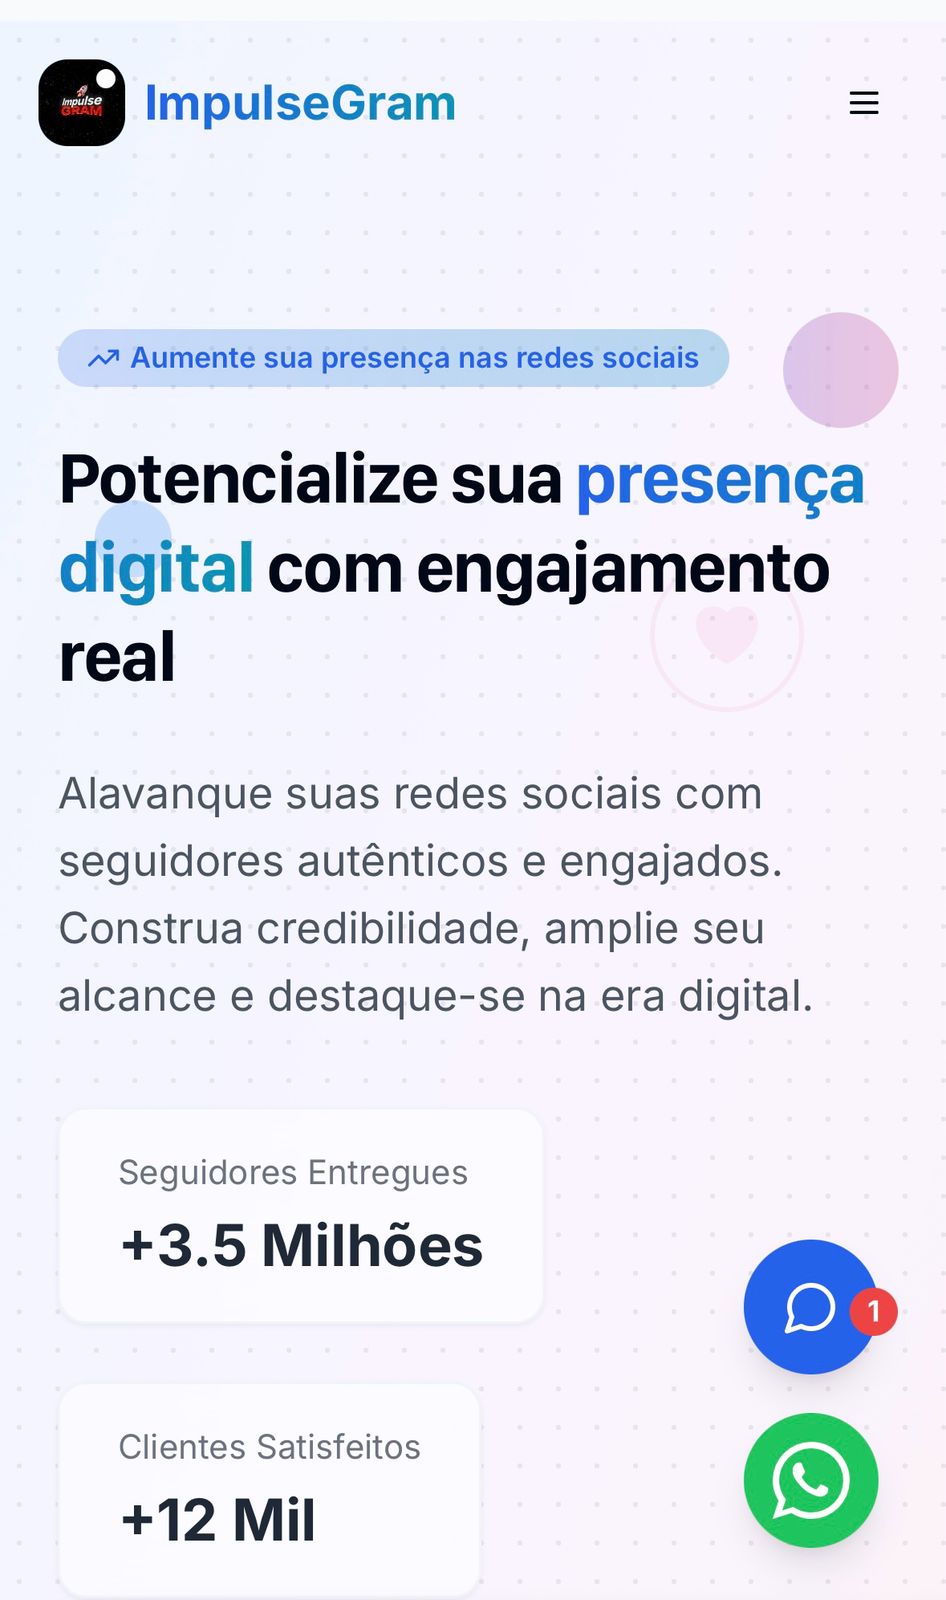 Impulse
GRAM
ImpulseGram
Aumente sua presença nas redes sociais
Potencialize sua presença
digital com engajamento
real
Alavanque suas redes sociais com
seguidores autênticos e engajados.
Construa credibilidade, amplie seu
alcance e destaque-se na era digital.
Seguidores Entregues
+3.5 Milhões
1
Clientes Satisfeitos
+12 Mil